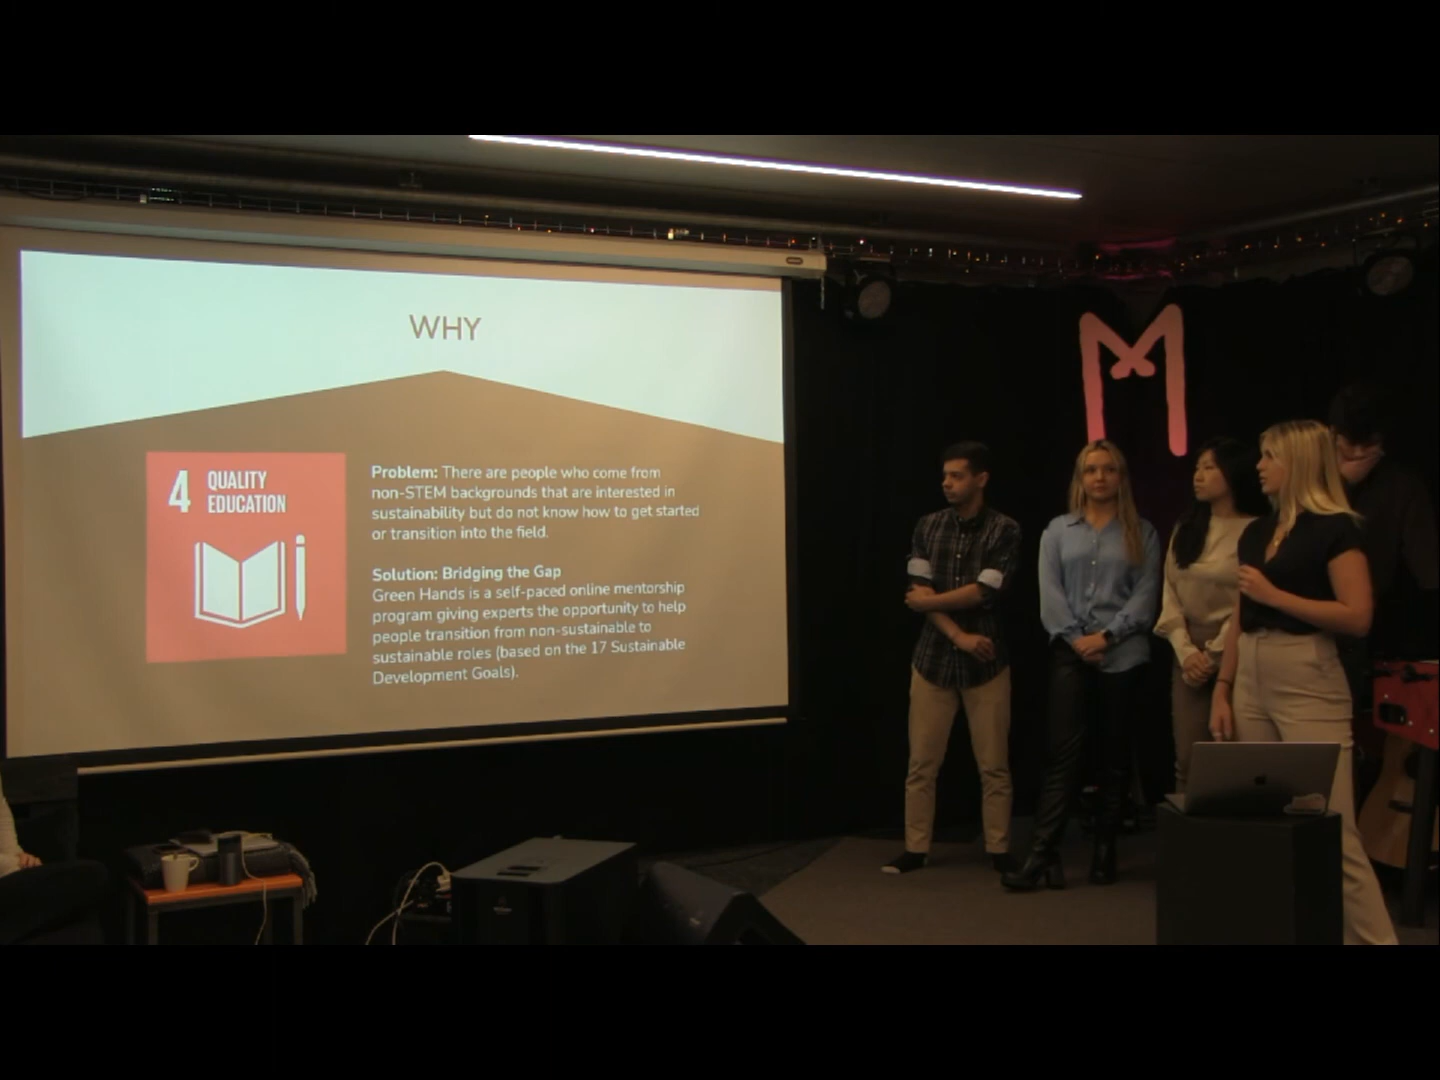 WHY
4 QUALITY
EDUCATION
Problem: There are people who come from
non-STEM backgrounds that are interested in
sustainability but do not know how to get started
or transition into the field.
Solution: Bridging the Gap
Green Hands is a self-paced online mentorship
program giving experts the opportunity to help
people transition from non-sustainable to
sustainable roles (based on the 17 Sustainable
Development Goals).
M